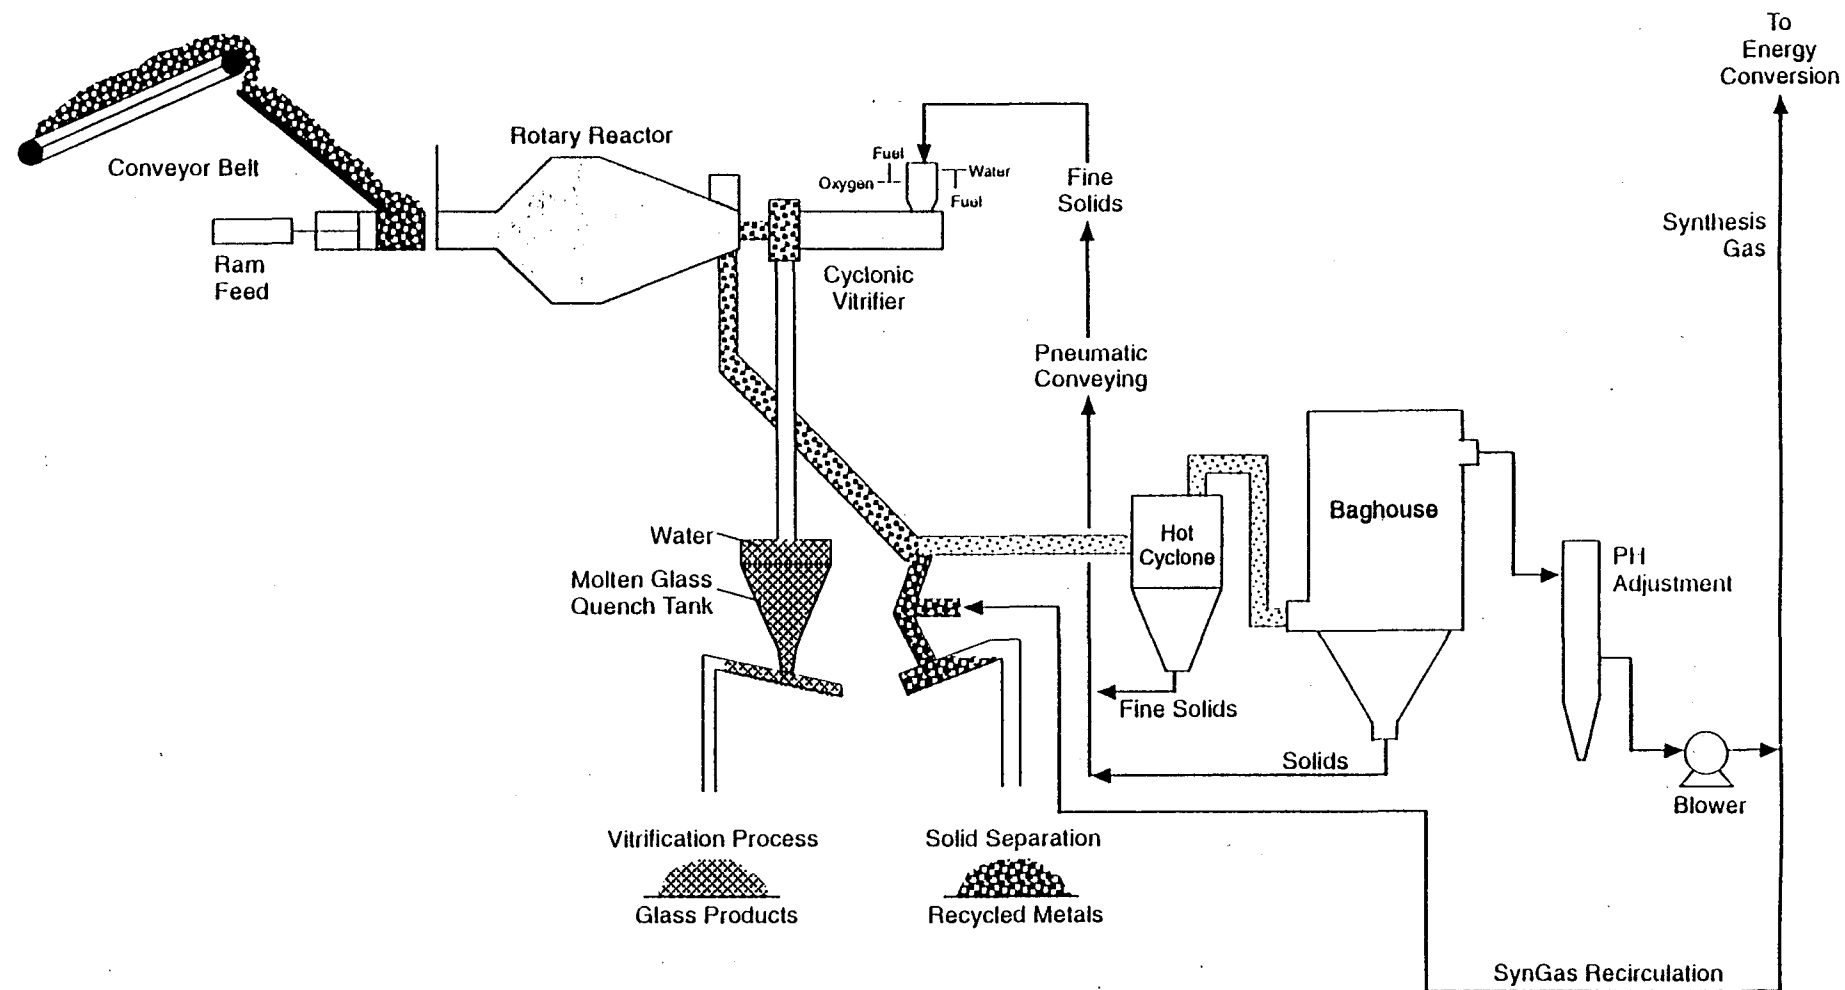 To
Energy
Conversion
Rotary Reactor
Conveyor Belt
Fuel
Oxygen
Water
Fuel
Fine
Solids
Synthesis
Gas
Ram
Feed
Cyclonic
Vitrifier
Pneumatic
Conveying
Water
Molten Glass
Quench Tank
Hot
Cyclone
Baghouse
PH
Adjustment
Fine Solids
Solids
Blower
Vitrification Process
Glass Products
Solid Separation
Recycled Metals
SynGas Recirculation